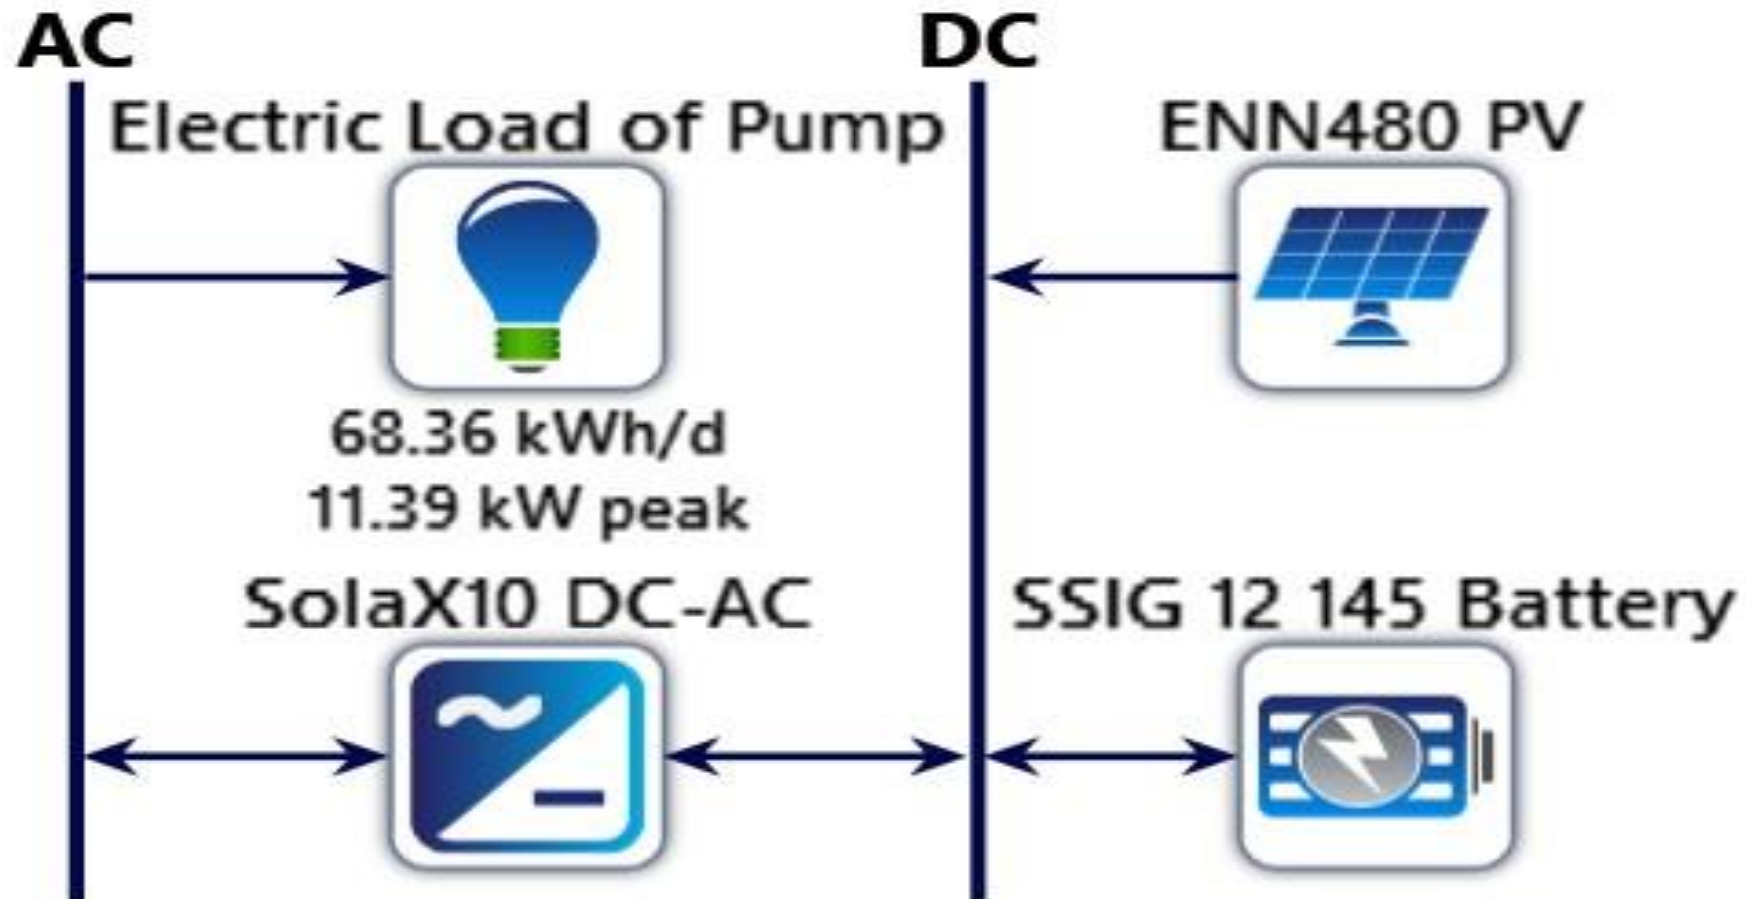 AC
DC
Electric Load of Pump
ENN480 PV
68.36 kWh/d
11.39 kW peak
SolaX10 DC-AC
SSIG 12 145 Battery